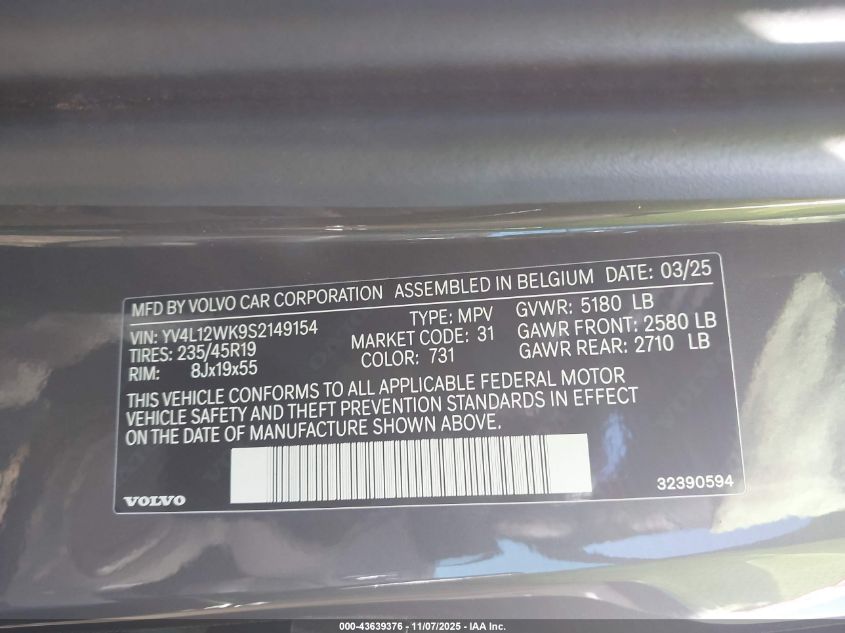 MFD BY VOLVO CAR CORPORATION ASSEMBLED IN BELGIUM DATE: 03/25
VIN: YV4L12WK9S2149154 TYPE: MPV GVWR: 5180 LB
TIRES: 235/45R19 MARKET CODE: 31 GAWR FRONT: 2580 LB
RIM: 8Jx19x55 COLOR: 731 GAWR REAR: 2710 LB
THIS VEHICLE CONFORMS TO ALL APPLICABLE FEDERAL MOTOR
VEHICLE SAFETY AND THEFT PREVENTION STANDARDS IN EFFECT
ON THE DATE OF MANUFACTURE SHOWN ABOVE.
VOLVO 32390594
000-43639376 - 11/07/2025 - IAA Inc.